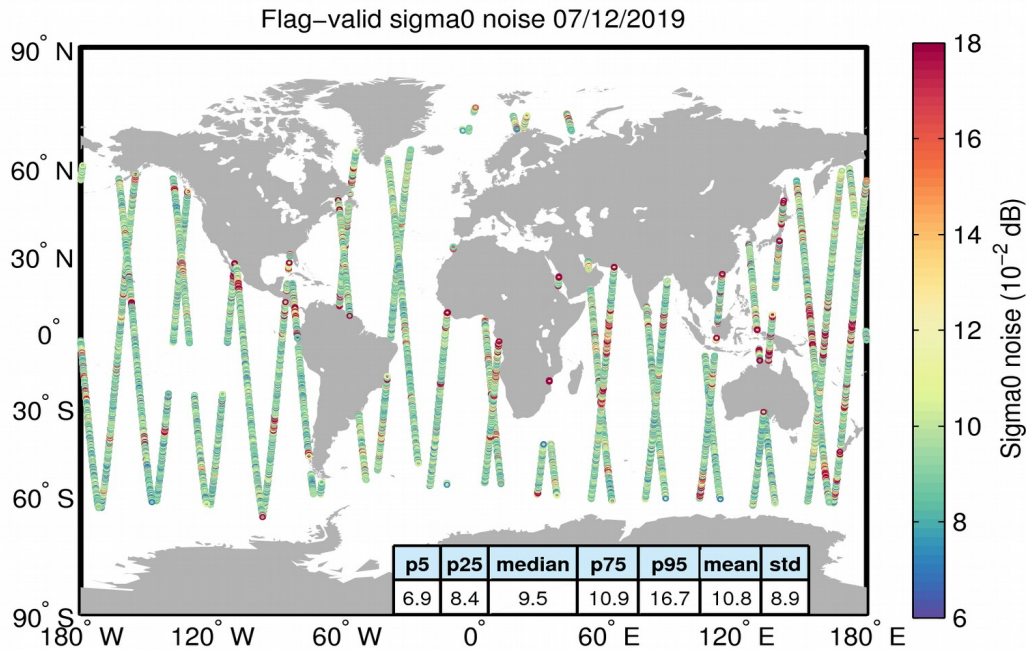 Flag-valid sigma0 noise 07/12/2019
90° N
60° N
30° N
0°
30° S
60° S
90° S
180° W 120° W 60° W 0° 60° E 120° E 180° E
p5 p25 median p75 p95 mean std
6.9 8.4 9.5 10.9 16.7 10.8 8.9
18
16
14
12
10
8
6
Sigma0 noise (10⁻² dB)